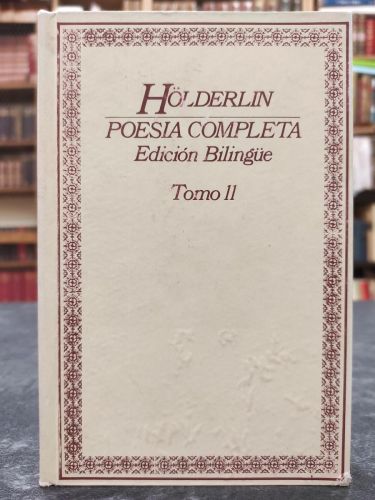 HÖLDERLIN
POESIA COMPLETA
Edición Bilingüe
Tomo II